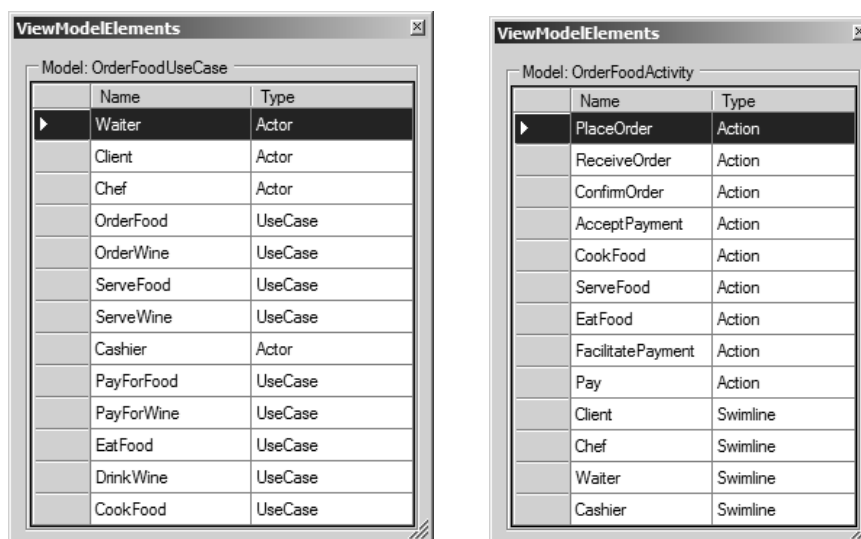 ViewModelElements
Model: OrderFoodUseCase
Name Type
Waiter Actor
Client Actor
Chef Actor
OrderFood UseCase
OrderWine UseCase
ServeFood UseCase
ServeWine UseCase
Cashier Actor
PayForFood UseCase
PayForWine UseCase
EatFood UseCase
DrinkWine UseCase
CookFood UseCase
ViewModelElements
Model: OrderFoodActivity
Name Type
PlaceOrder Action
ReceiveOrder Action
ConfirmOrder Action
AcceptPayment Action
CookFood Action
ServeFood Action
EatFood Action
FacilitatePayment Action
Pay Action
Client Swimline
Chef Swimline
Waiter Swimline
Cashier Swimline